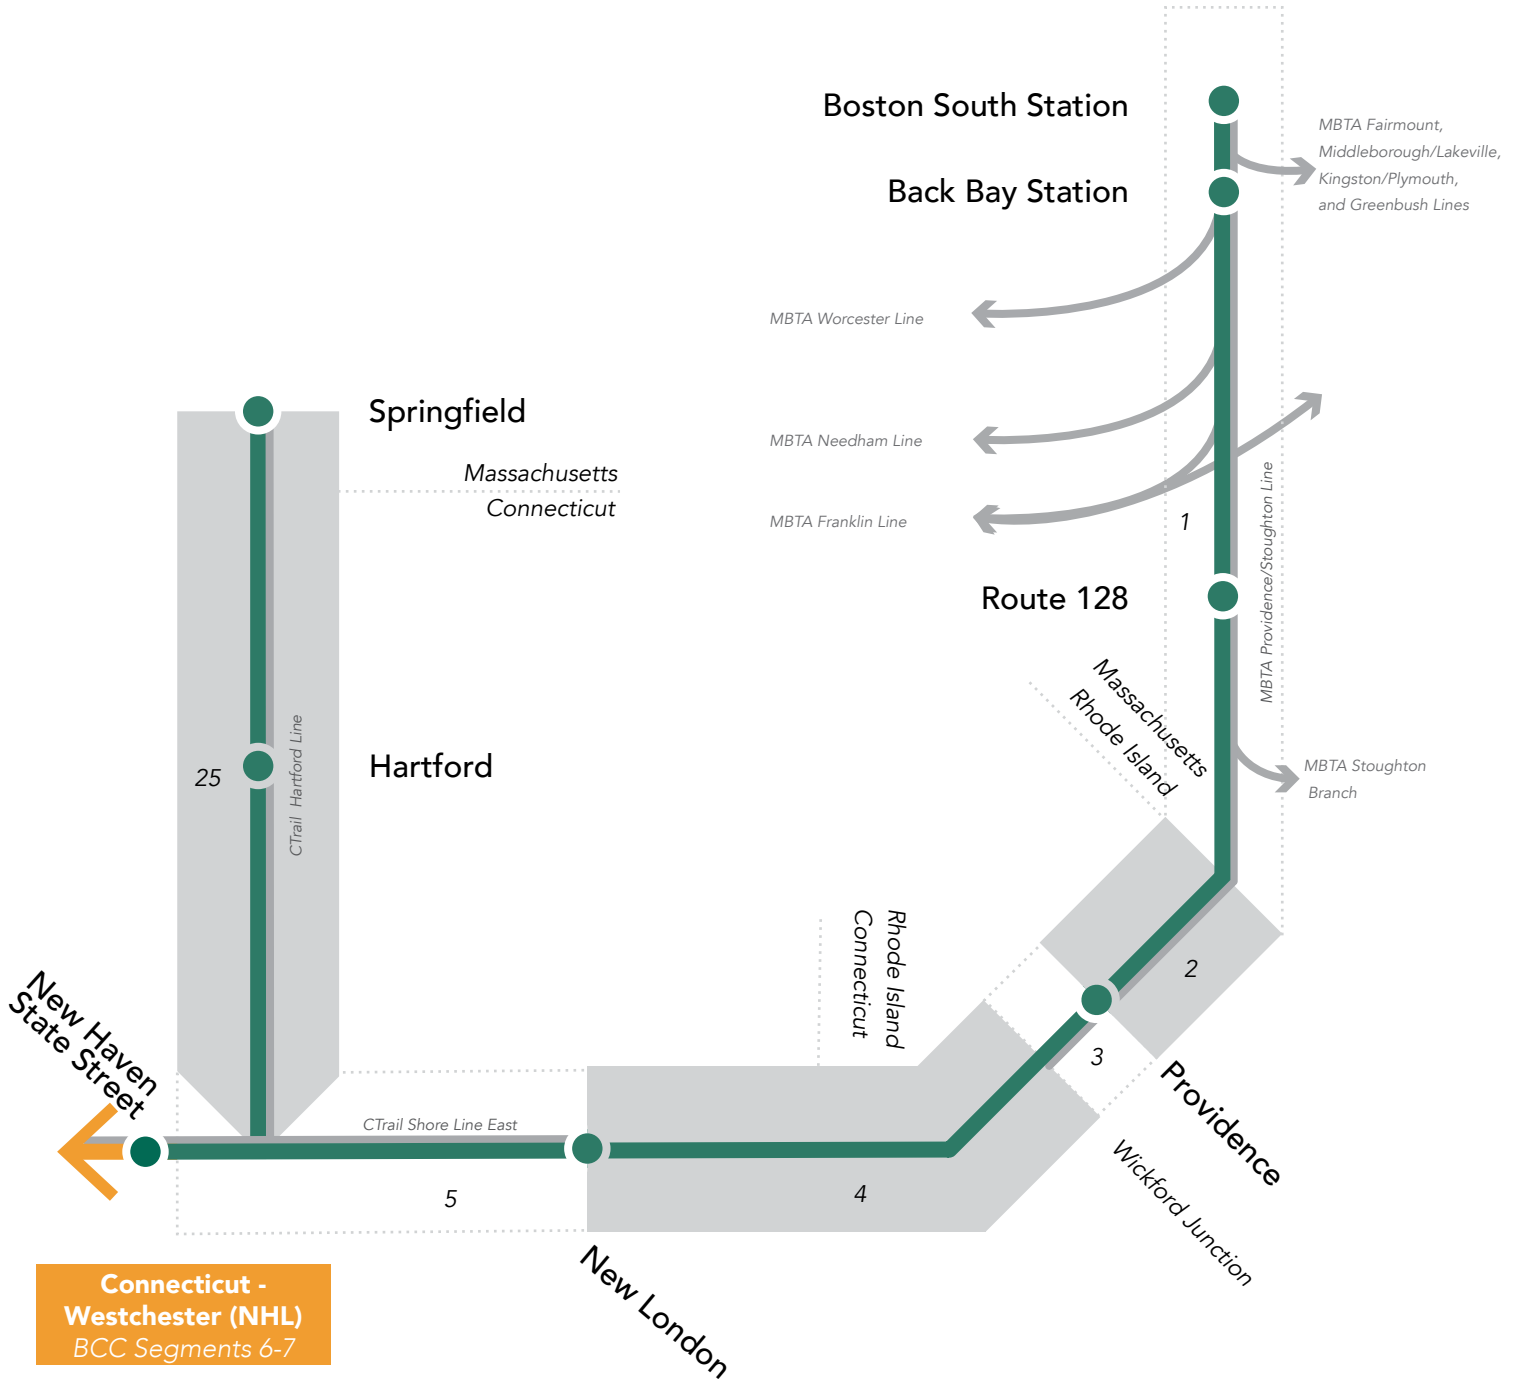 Boston South Station
MBTA Fairmount,
Middleborough/Lakeville,
Kingston/Plymouth,
and Greenbush Lines
Back Bay Station
MBTA Worcester Line
Springfield
Massachusetts
Connecticut
MBTA Needham Line
MBTA Franklin Line
1
MBTA Providence/Stoughton Line
Route 128
Massachusetts
Rhode Island
MBTA Stoughton
Branch
25
CTrail Hartford Line
Hartford
Rhode Island
Connecticut
2
New Haven
State Street
3
Providence
CTrail Shore Line East
5
4
Wickford Junction
New London
Connecticut -
Westchester (NHL)
BCC Segments 6-7